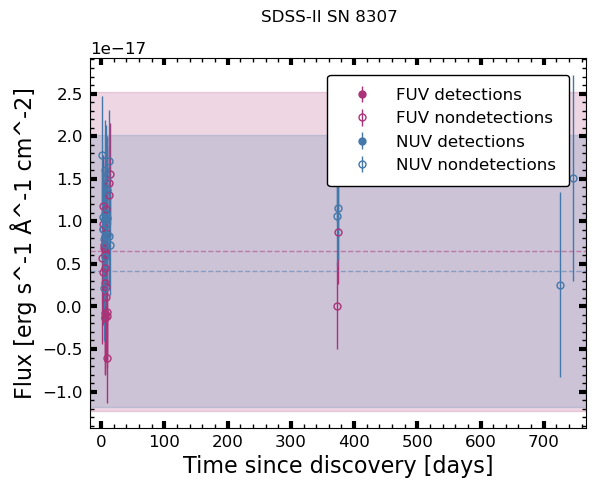 SDSS-II SN 8307
1e−17
FUV detections
FUV nondetections
NUV detections
NUV nondetections
2.5
2.0
1.5
1.0
0.5
0.0
−0.5
−1.0
Flux [erg s^-1 Å^-1 cm^-2]
0 100 200 300 400 500 600 700
Time since discovery [days]